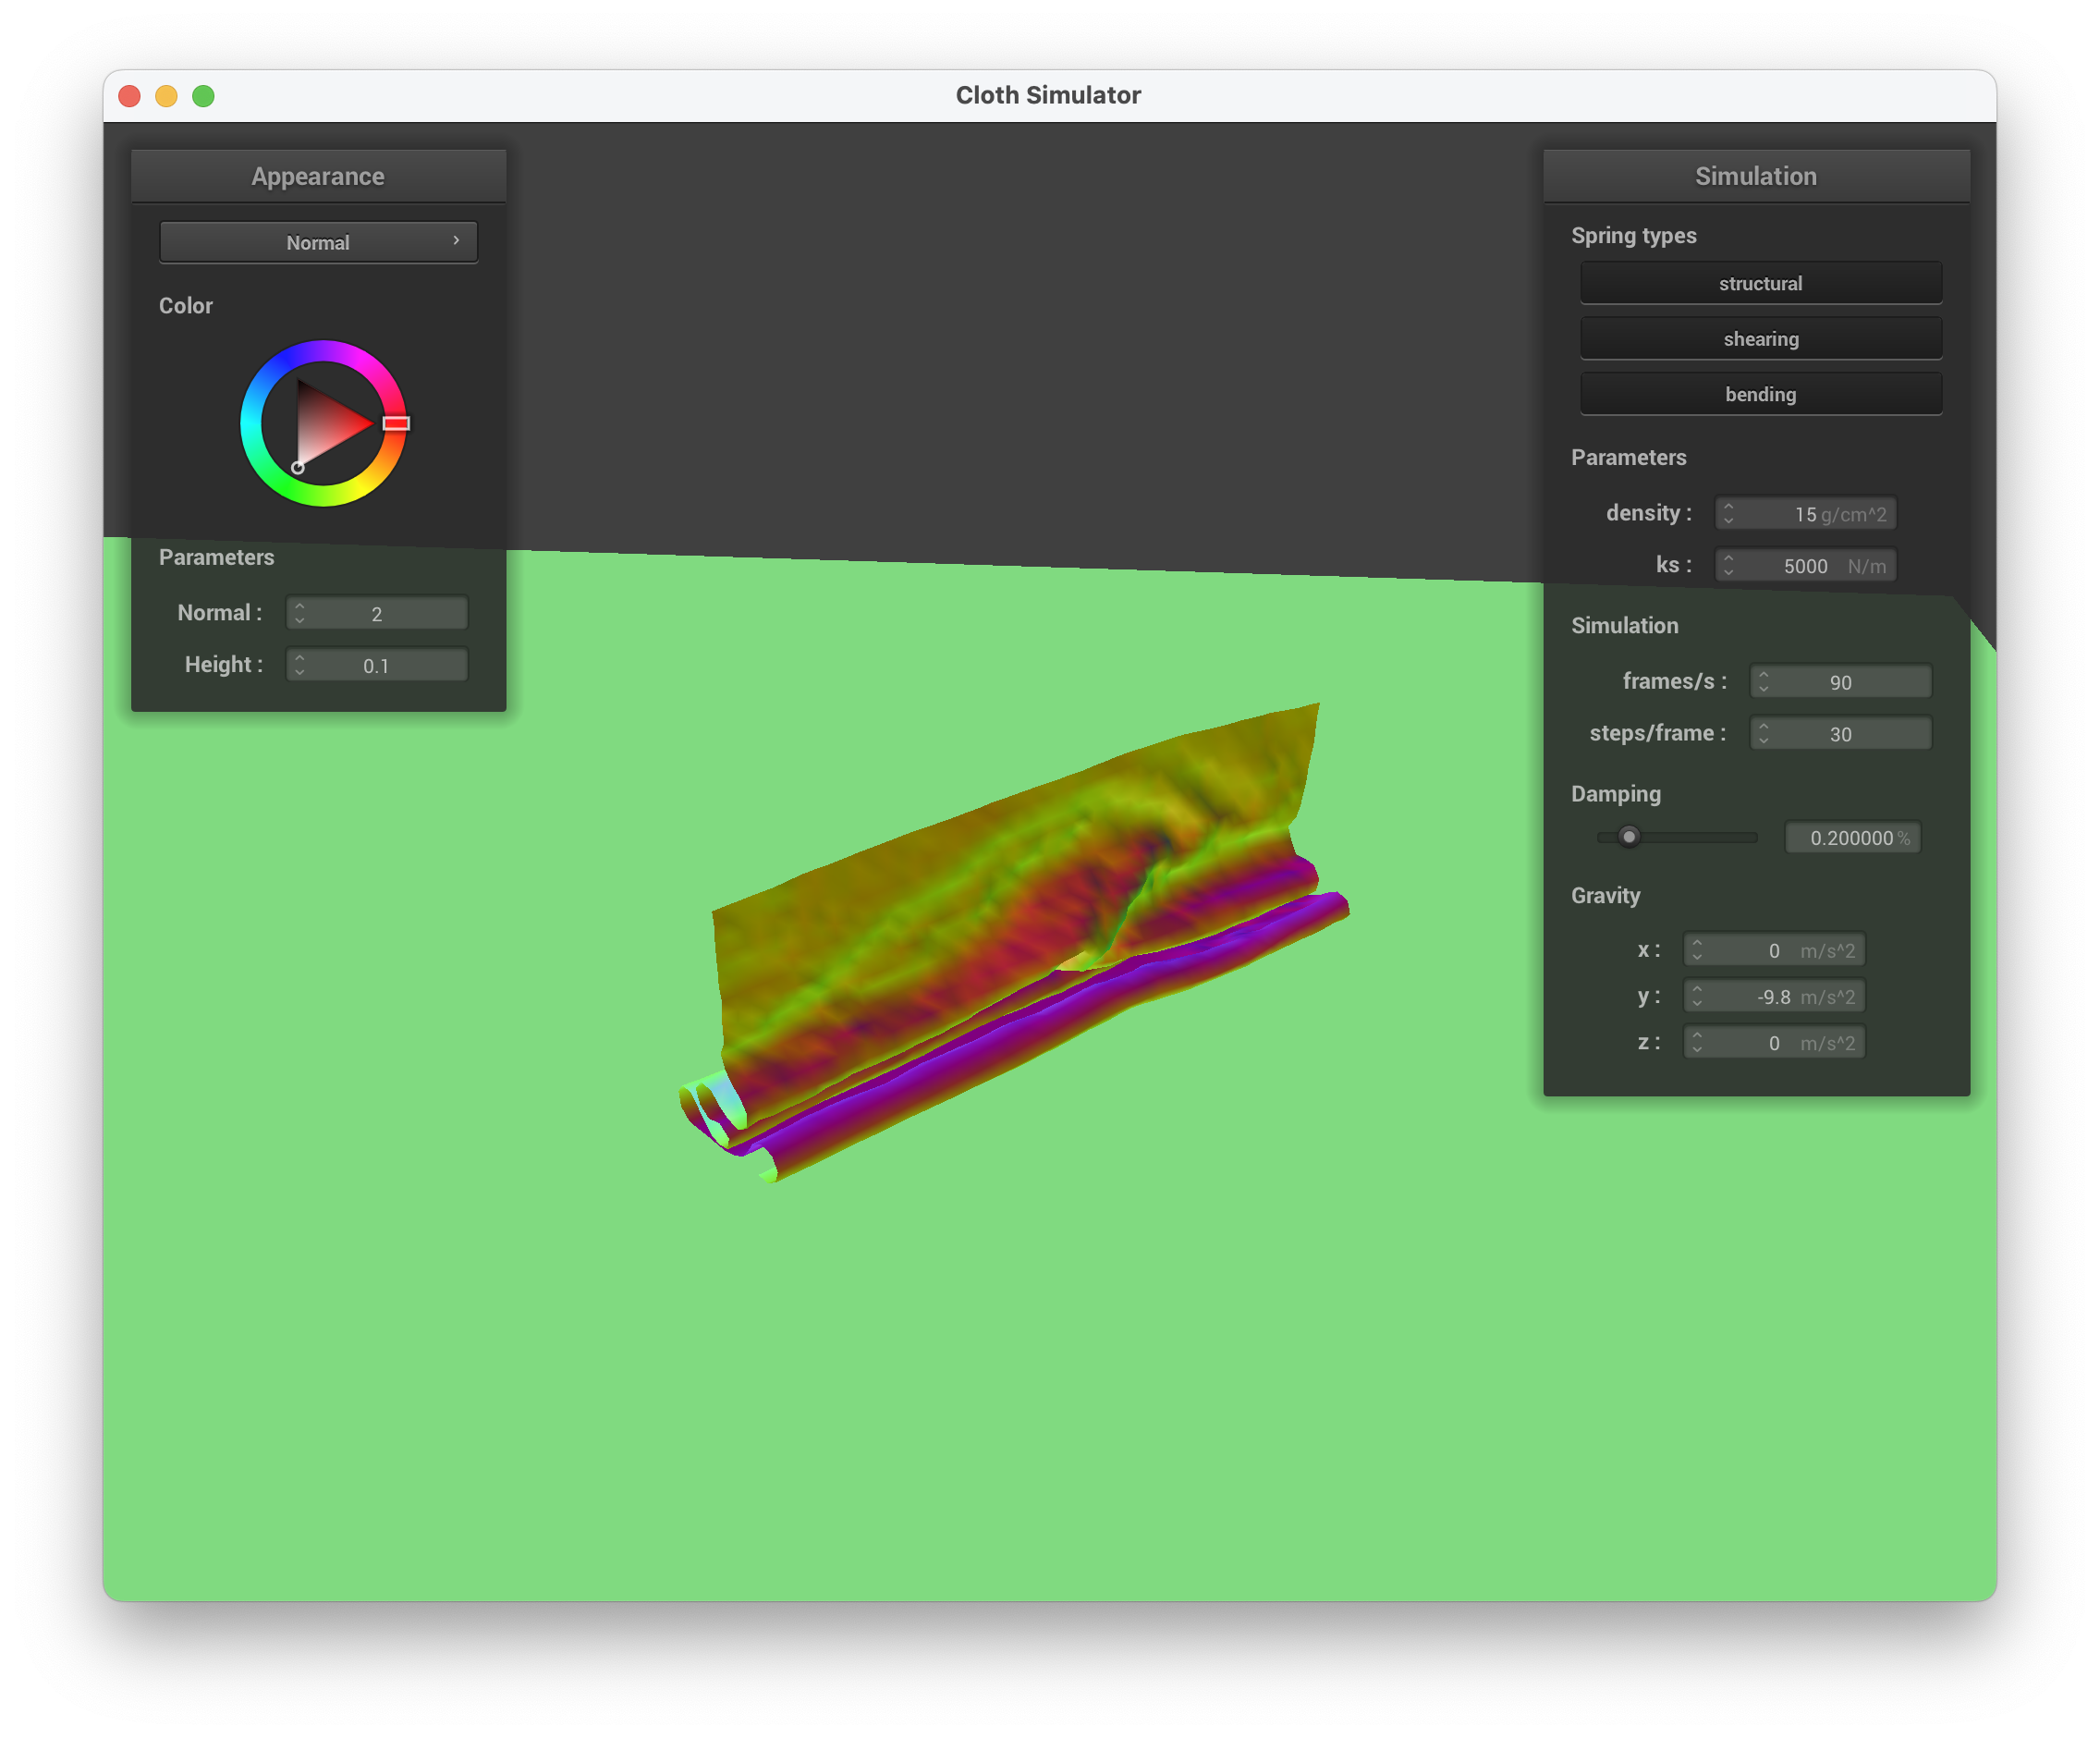 Cloth Simulator
Appearance
Normal
Color
Parameters
Normal : 2
Height : 0.1
Simulation
Spring types
structural
shearing
bending
Parameters
density : 15 g/cm^2
ks : 5000 N/m
Simulation
frames/s : 90
steps/frame : 30
Damping
0.200000 %
Gravity
x : 0 m/s^2
y : -9.8 m/s^2
z : 0 m/s^2